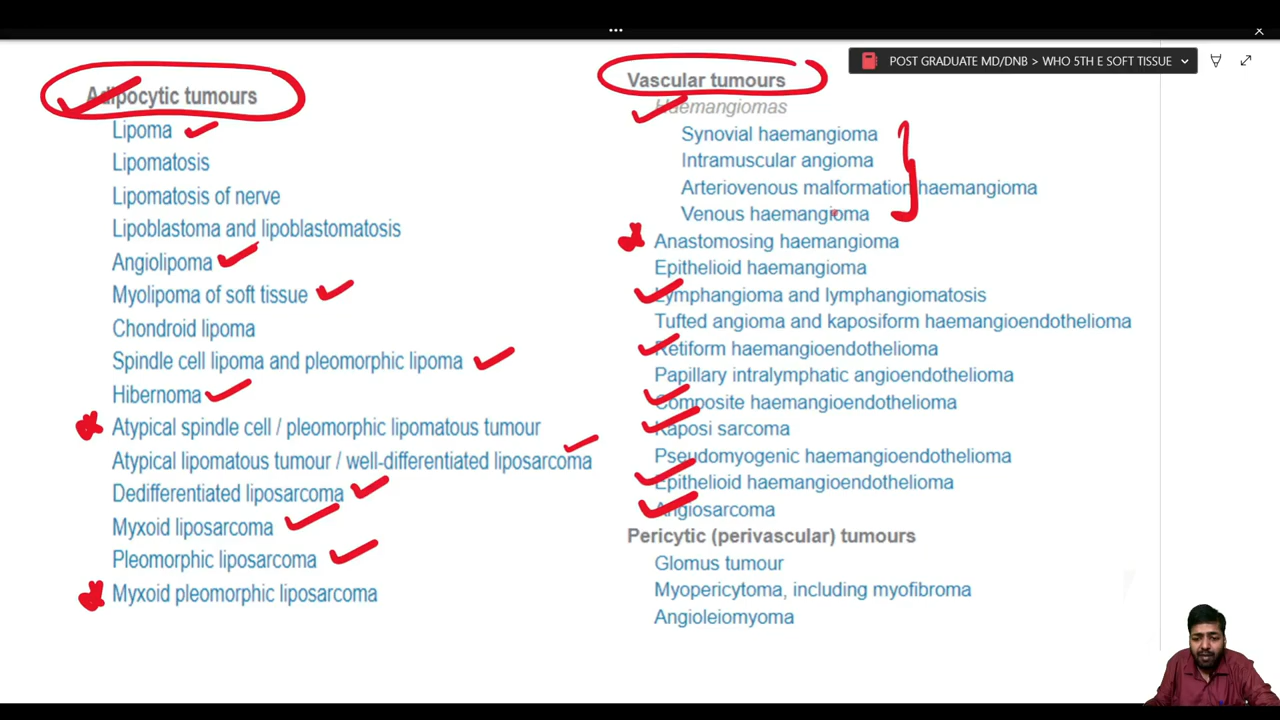 POST GRADUATE MD/DNB > WHO 5TH E SOFT TISSUE
Adipocytic tumours
Lipoma
Lipomatosis
Lipomatosis of nerve
Lipoblastoma and lipoblastomatosis
Angiolipoma
Myolipoma of soft tissue
Chondroid lipoma
Spindle cell lipoma and pleomorphic lipoma
Hibernoma
Atypical spindle cell / pleomorphic lipomatous tumour
Atypical lipomatous tumour / well-differentiated liposarcoma
Dedifferentiated liposarcoma
Myxoid liposarcoma
Pleomorphic liposarcoma
Myxoid pleomorphic liposarcoma
Vascular tumours
Haemangiomas
Synovial haemangioma
Intramuscular angioma
Arteriovenous malformation/haemangioma
Venous haemangioma
Anastomosing haemangioma
Epithelioid haemangioma
Lymphangioma and lymphangiomatosis
Tufted angioma and kaposiform haemangioendothelioma
Retiform haemangioendothelioma
Papillary intralymphatic angioendothelioma
Composite haemangioendothelioma
Kaposi sarcoma
Pseudomyogenic haemangioendothelioma
Epithelioid haemangioendothelioma
Angiosarcoma
Pericytic (perivascular) tumours
Glomus tumour
Myopericytoma, including myofibroma
Angioleiomyoma